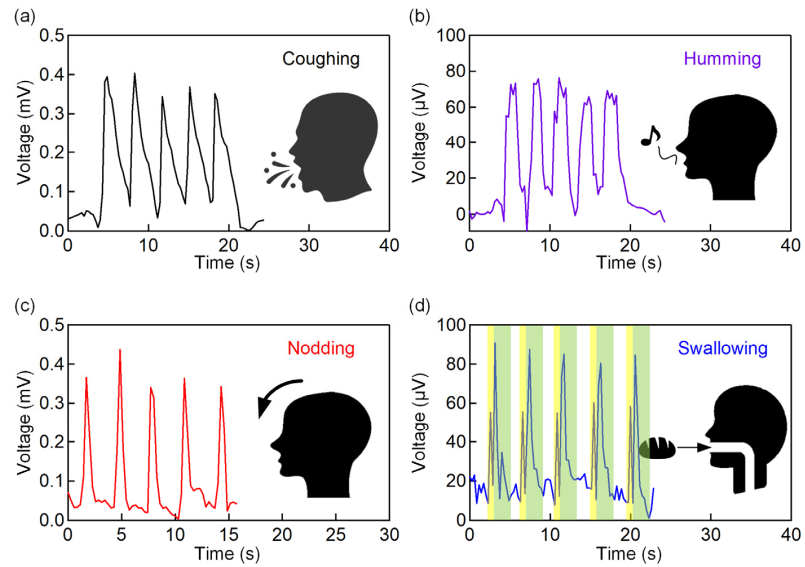 (a)
Coughing
Voltage (mV)
0.5
0.4
0.3
0.2
0.1
0.0
0 10 20 30 40
Time (s)
(b)
Humming
Voltage (μV)
100
80
60
40
20
0
0 10 20 30 40
Time (s)
(c)
Nodding
Voltage (mV)
0.5
0.4
0.3
0.2
0.1
0.0
0 5 10 15 20 25 30
Time (s)
(d)
Swallowing
Voltage (μV)
100
80
60
40
20
0
0 10 20 30 40
Time (s)